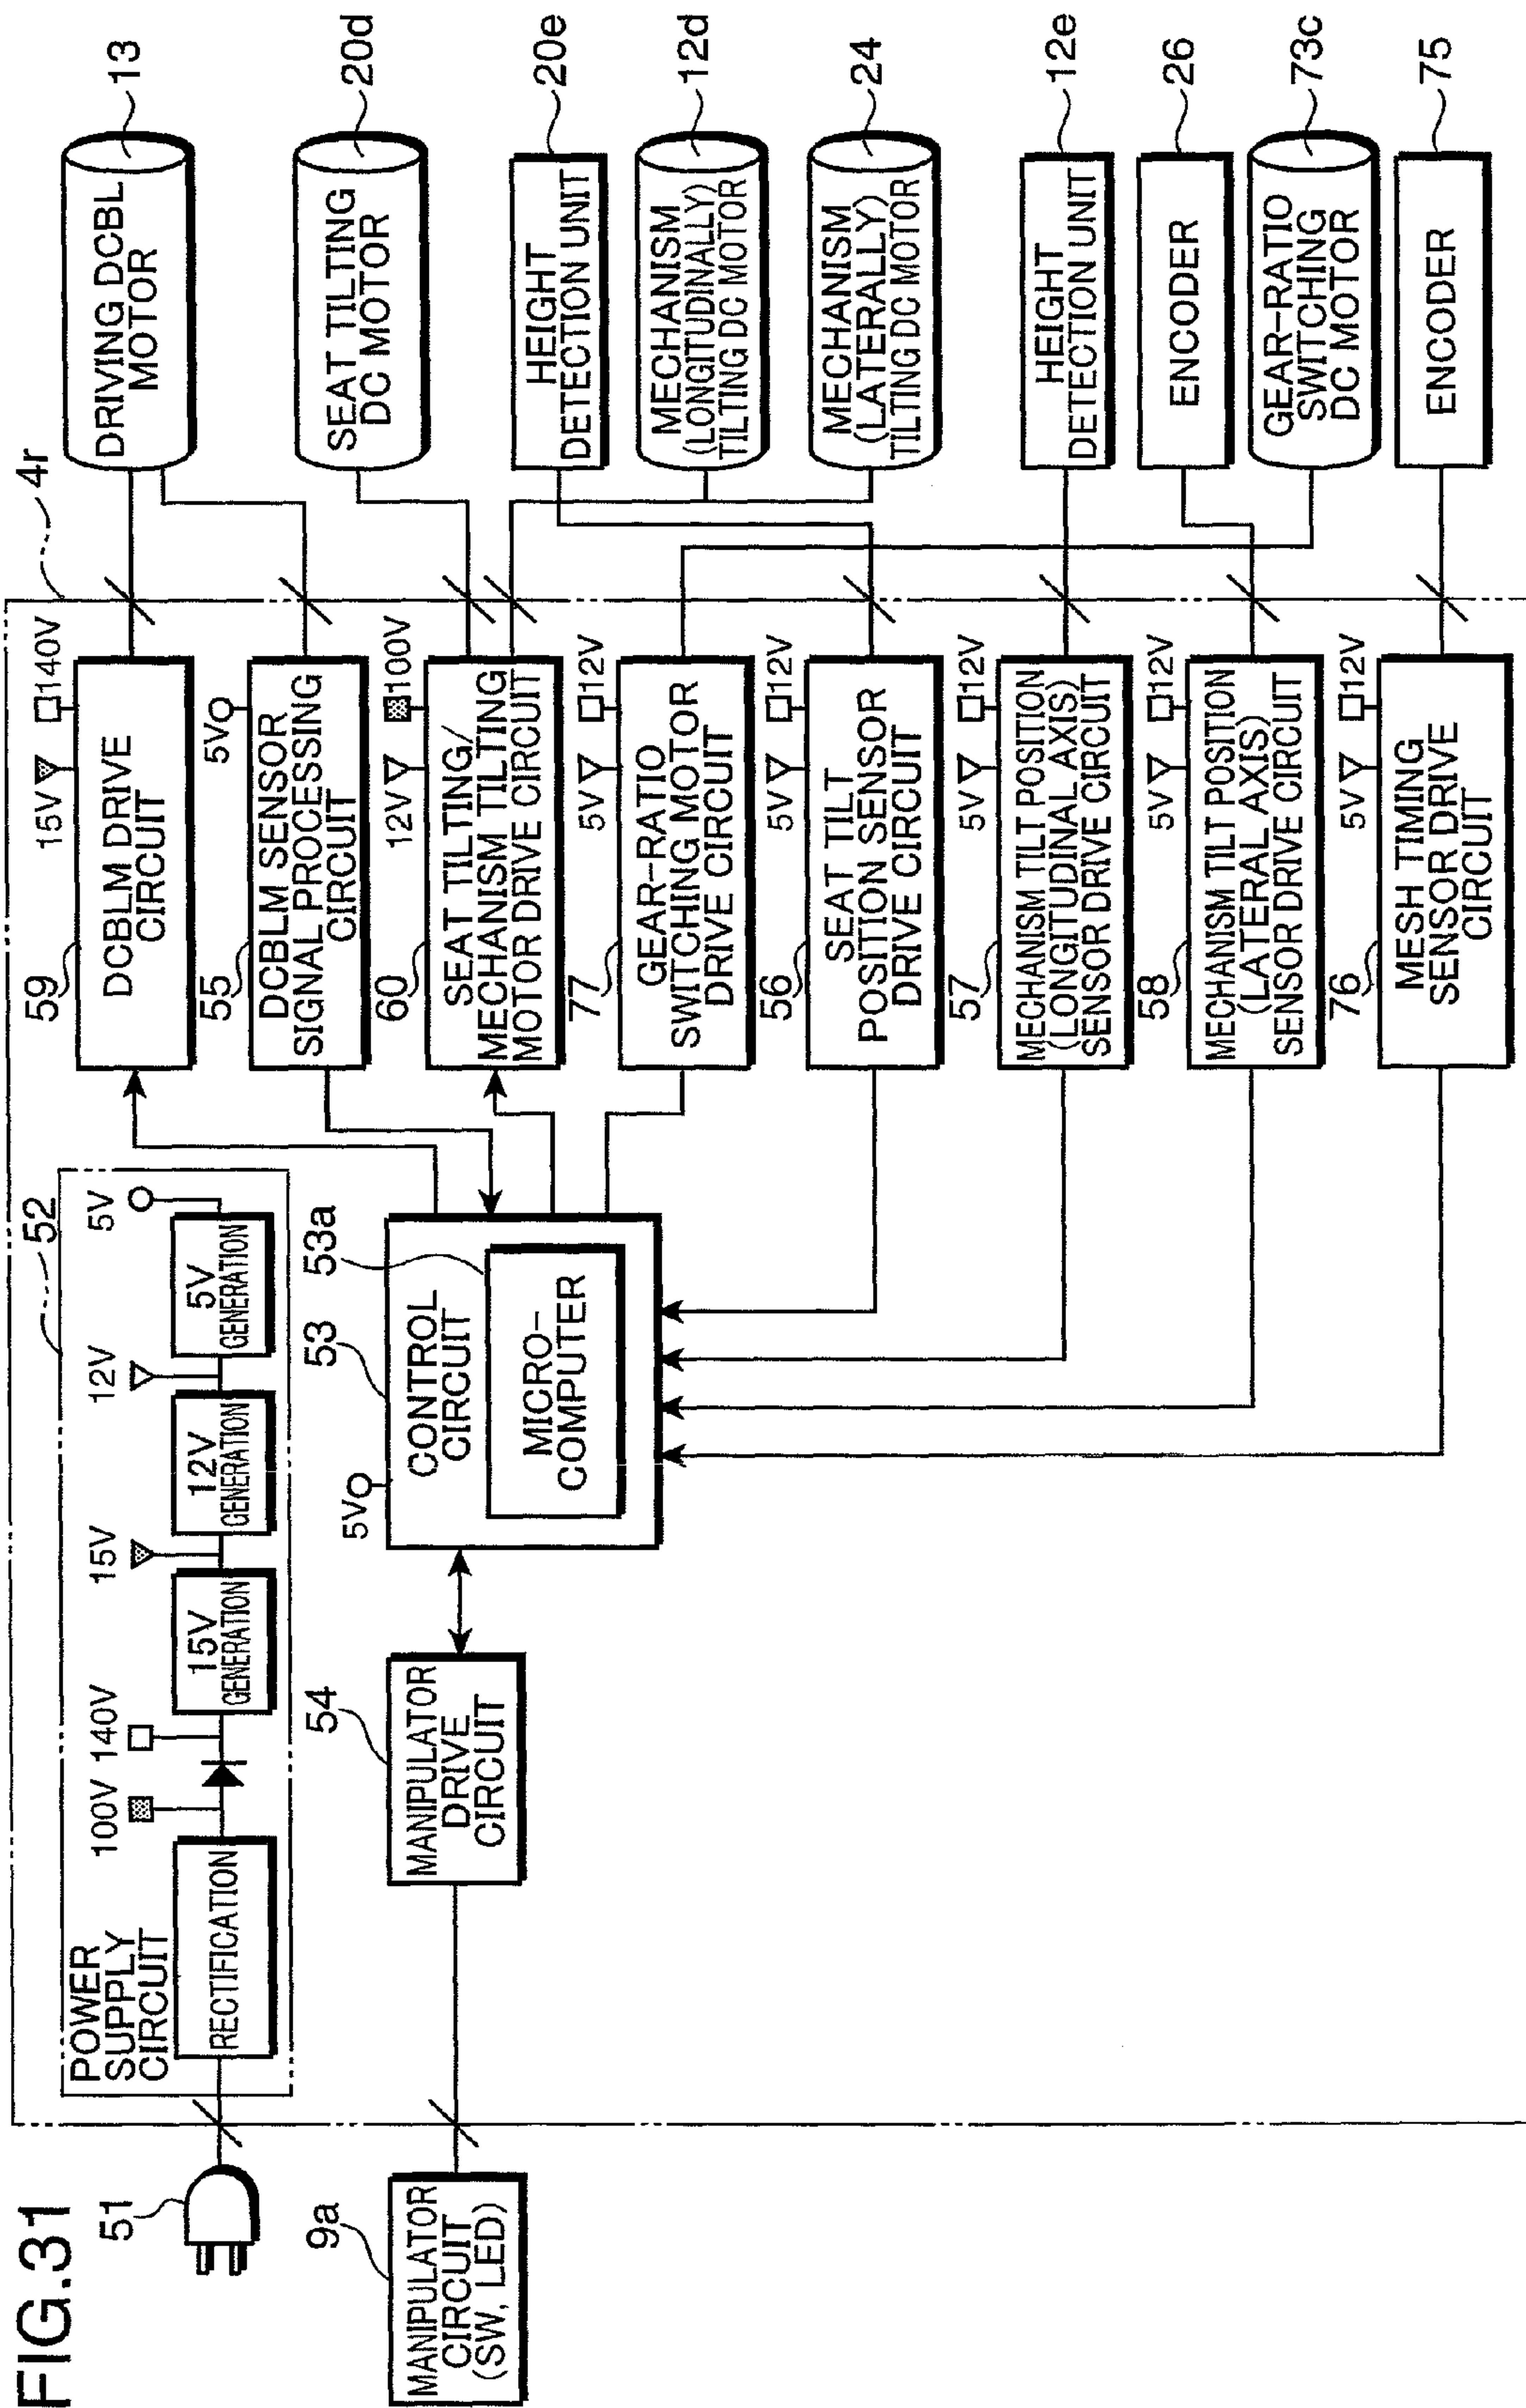 FIG.31
51
9a
MANIPULATOR
CIRCUIT
(SW, LED)
52
POWER
SUPPLY
CIRCUIT
RECTIFICATION
100V
140V
15V
GENERATION
15V
12V
GENERATION
12V
5V
GENERATION
5V
54
MANIPULATOR
DRIVE
CIRCUIT
5V
53
CONTROL
CIRCUIT
53a
MICRO-
COMPUTER
4r
59
DCBLM DRIVE
CIRCUIT
15V
140V
55
DCBLM SENSOR
SIGNAL PROCESSING
CIRCUIT
5V
60
SEAT TILTING/
MECHANISM TILTING
MOTOR DRIVE CIRCUIT
12V
100V
77
GEAR-RATIO
SWITCHING MOTOR
DRIVE CIRCUIT
5V
12V
56
SEAT TILT
POSITION SENSOR
DRIVE CIRCUIT
5V
12V
57
MECHANISM TILT POSITION
(LONGITUDINAL AXIS)
SENSOR DRIVE CIRCUIT
5V
12V
58
MECHANISM TILT POSITION
(LATERAL AXIS)
SENSOR DRIVE CIRCUIT
5V
12V
76
MESH TIMING
SENSOR DRIVE
CIRCUIT
5V
12V
DRIVING DCBL
MOTOR
13
SEAT TILTING
DC MOTOR
20d
HEIGHT
DETECTION UNIT
20e
MECHANISM
(LONGITUDINALLY)
TILTING DC MOTOR
12d
MECHANISM
(LATERALLY)
TILTING DC MOTOR
24
HEIGHT
DETECTION UNIT
12e
ENCODER
26
GEAR-RATIO
SWITCHING
DC MOTOR
73c
ENCODER
75